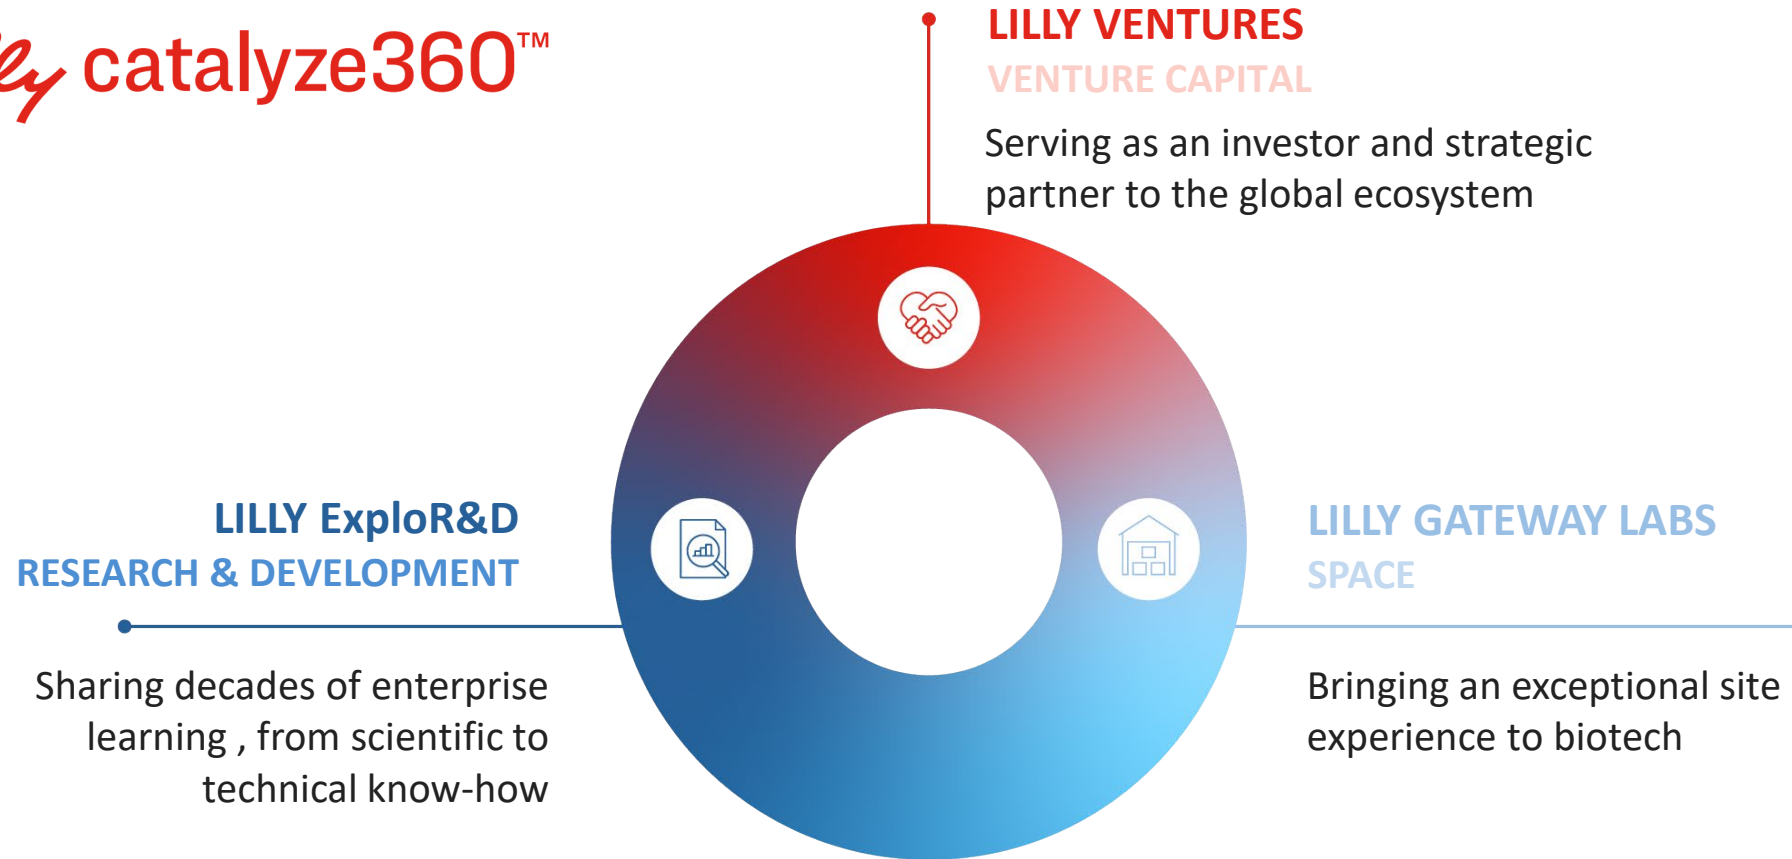 lly catalyze360™
LILLY VENTURES
VENTURE CAPITAL
Serving as an investor and strategic
partner to the global ecosystem
LILLY ExploR&D
RESEARCH & DEVELOPMENT
Sharing decades of enterprise
learning , from scientific to
technical know-how
LILLY GATEWAY LABS
SPACE
Bringing an exceptional site
experience to biotech